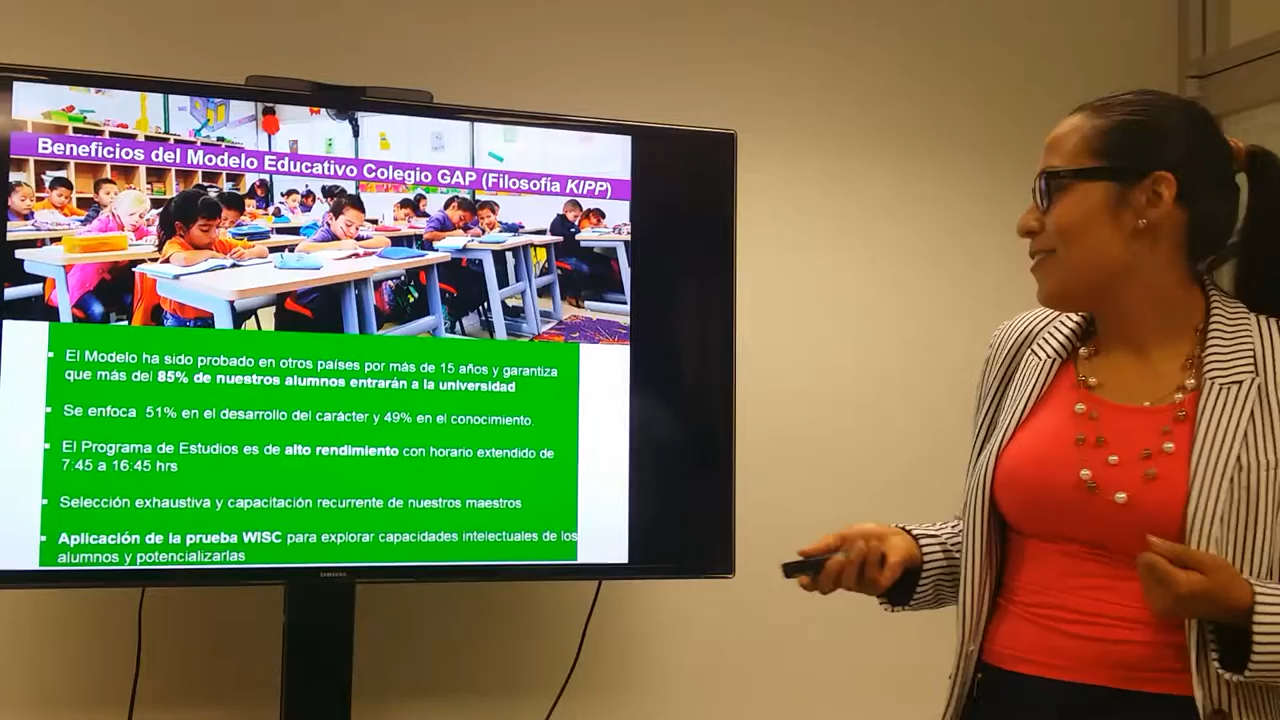 Beneficios del Modelo Educativo Colegio GAP (Filosofía KIPP)
El Modelo ha sido probado en otros países por más de 15 años y garantiza
que más del 85% de nuestros alumnos entrarán a la universidad
Se enfoca 51% en el desarrollo del carácter y 49% en el conocimiento.
El Programa de Estudios es de alto rendimiento con horario extendido de
7:45 a 16:45 hrs
Selección exhaustiva y capacitación recurrente de nuestros maestros
Aplicación de la prueba WISC para explorar capacidades intelectuales de los
alumnos y potencializarlas
SAMSUNG